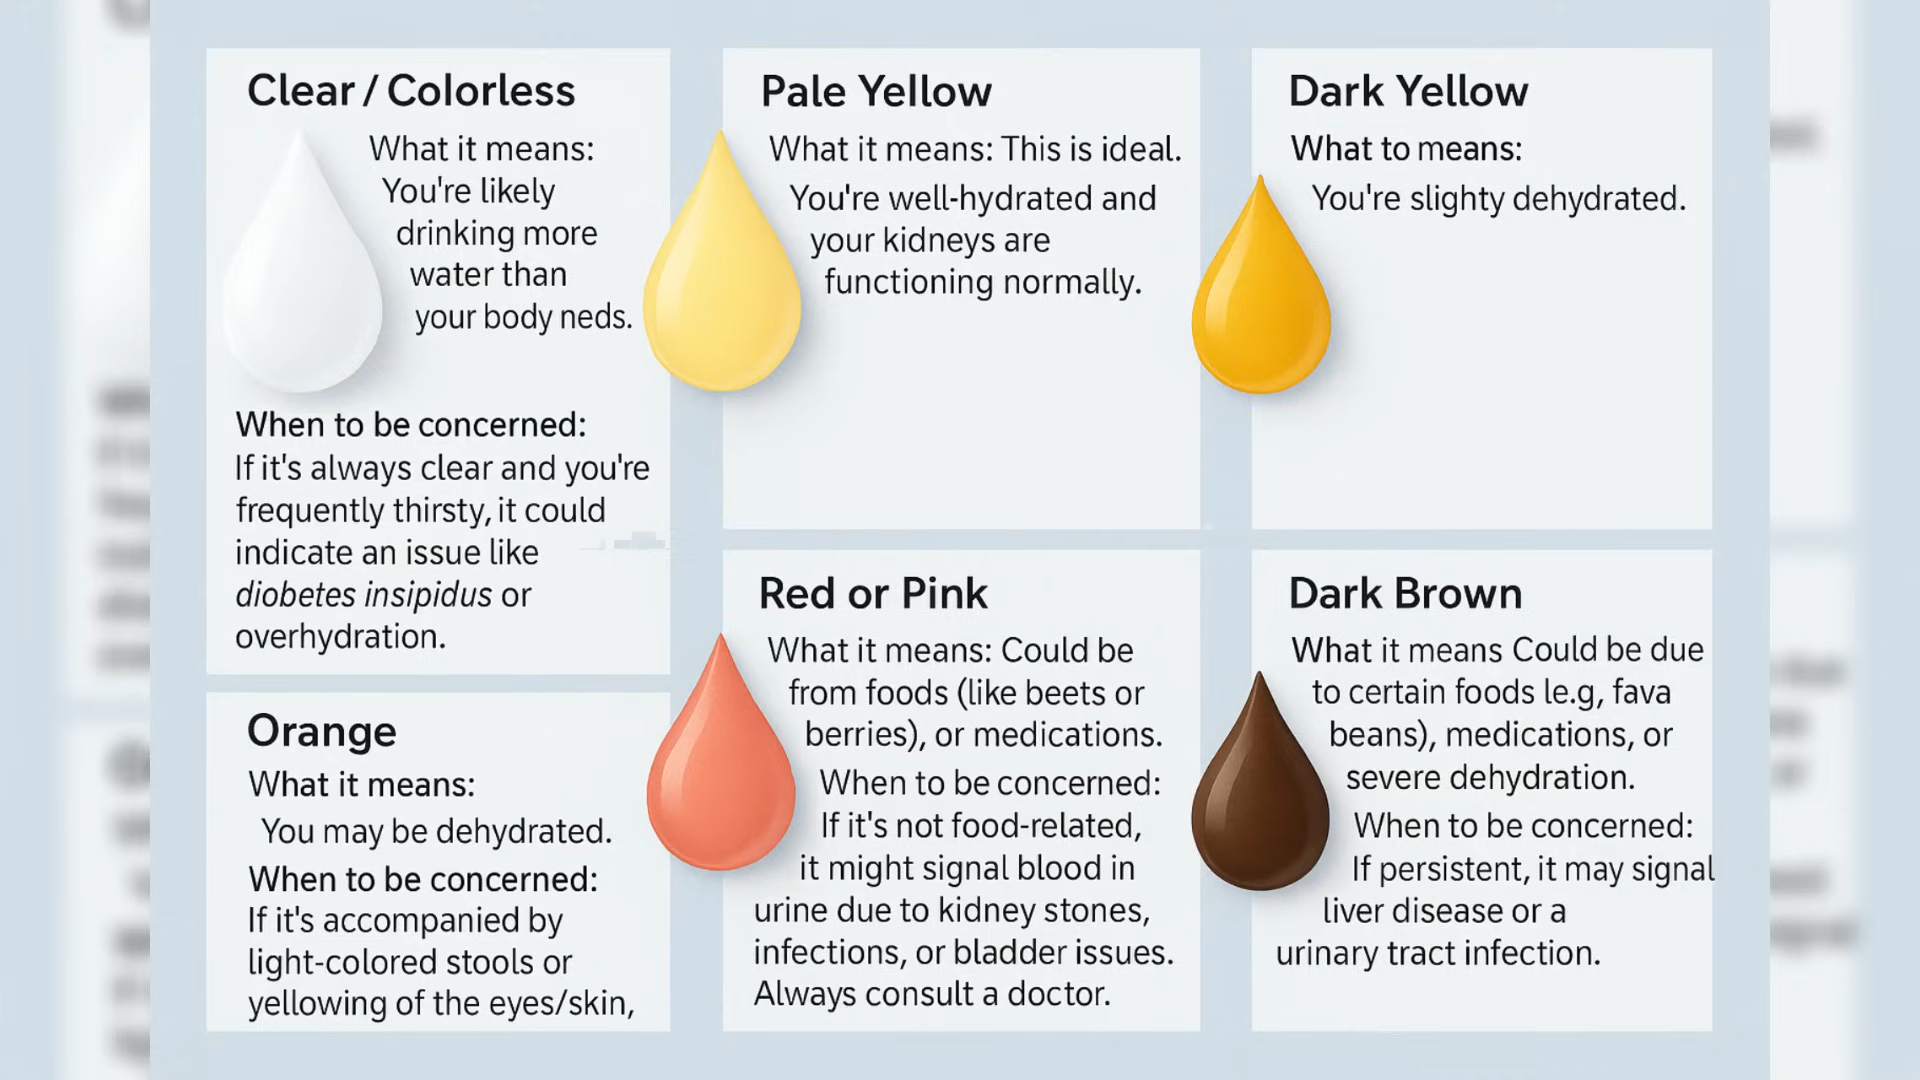 Clear / Colorless
What it means:
You're likely
drinking more
water than
your body neds.
When to be concerned:
If it's always clear and you're
frequently thirsty, it could
indicate an issue like
diobetes insipidus or
overhydration.
Pale Yellow
What it means: This is ideal.
You're well-hydrated and
your kidneys are
functioning normally.
Dark Yellow
What to means:
You're slighty dehydrated.
Orange
What it means:
You may be dehydrated.
When to be concerned:
If it's accompanied by
light-colored stools or
yellowing of the eyes/skin,
Red or Pink
What it means: Could be
from foods (like beets or
berries), or medications.
When to be concerned:
If it's not food-related,
it might signal blood in
urine due to kidney stones,
infections, or bladder issues.
Always consult a doctor.
Dark Brown
What it means Could be due
to certain foods le.g, fava
beans), medications, or
severe dehydration.
When to be concerned:
If persistent, it may signal
liver disease or a
urinary tract infection.